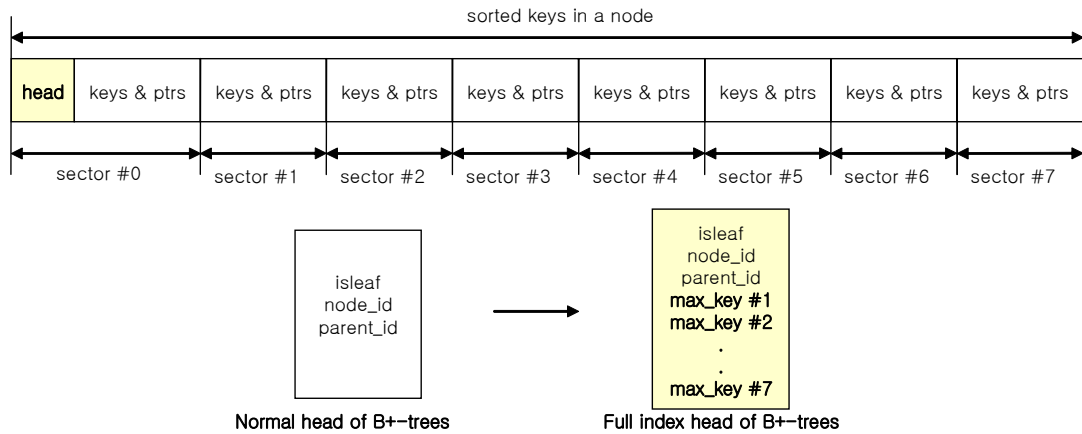 sorted keys in a node
head
keys & ptrs
keys & ptrs
keys & ptrs
keys & ptrs
keys & ptrs
keys & ptrs
keys & ptrs
keys & ptrs
sector #0
sector #1
sector #2
sector #3
sector #4
sector #5
sector #6
sector #7
isleaf
node_id
parent_id
Normal head of B+-trees
isleaf
node_id
parent_id
max_key #1
max_key #2
.
.
max_key #7
Full index head of B+-trees